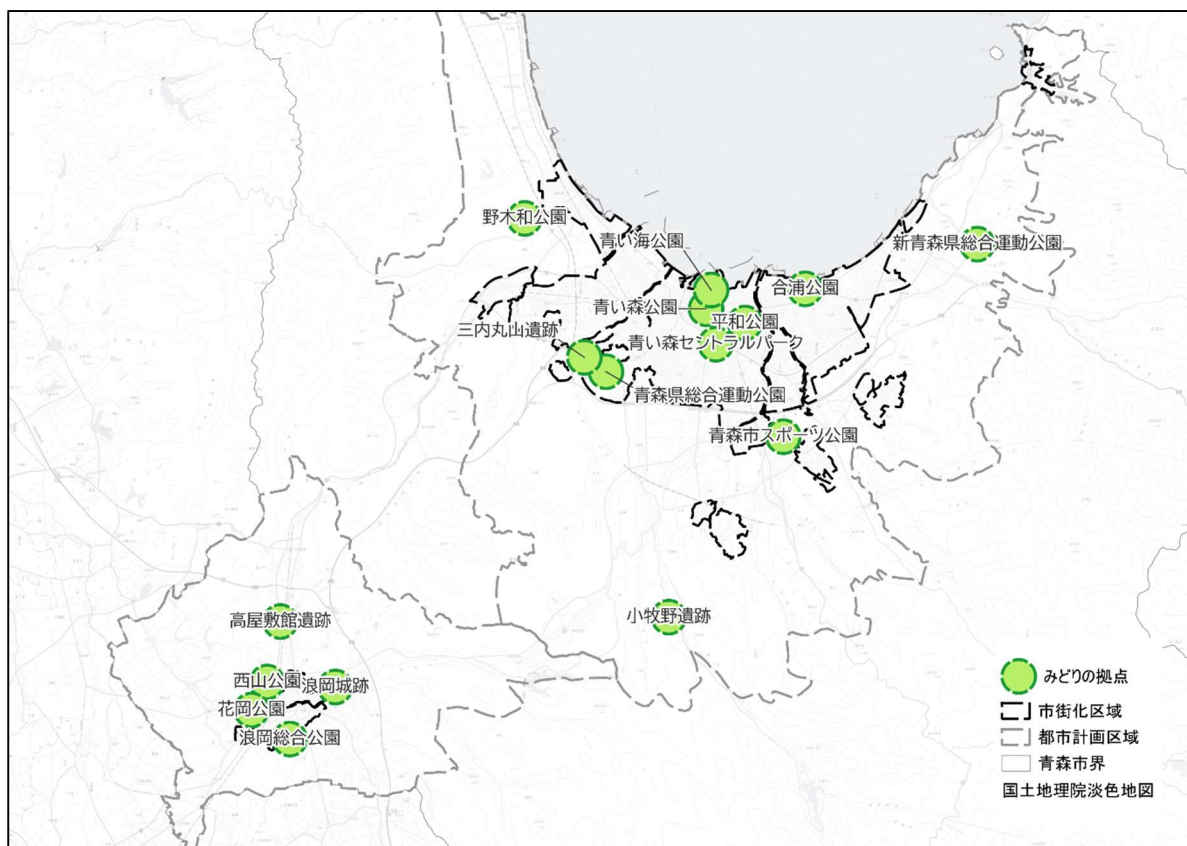 野木和公園
青い海公園
新青森県総合運動公園
合浦公園
青い森公園
平和公園
三内丸山遺跡
青い森セントラルパーク
青森県総合運動公園
青森市スポーツ公園
高屋敷館遺跡
小牧野遺跡
西山公園
浪岡城跡
花岡公園
浪岡総合公園
みどりの拠点
市街化区域
都市計画区域
青森市界
国土地理院淡色地図